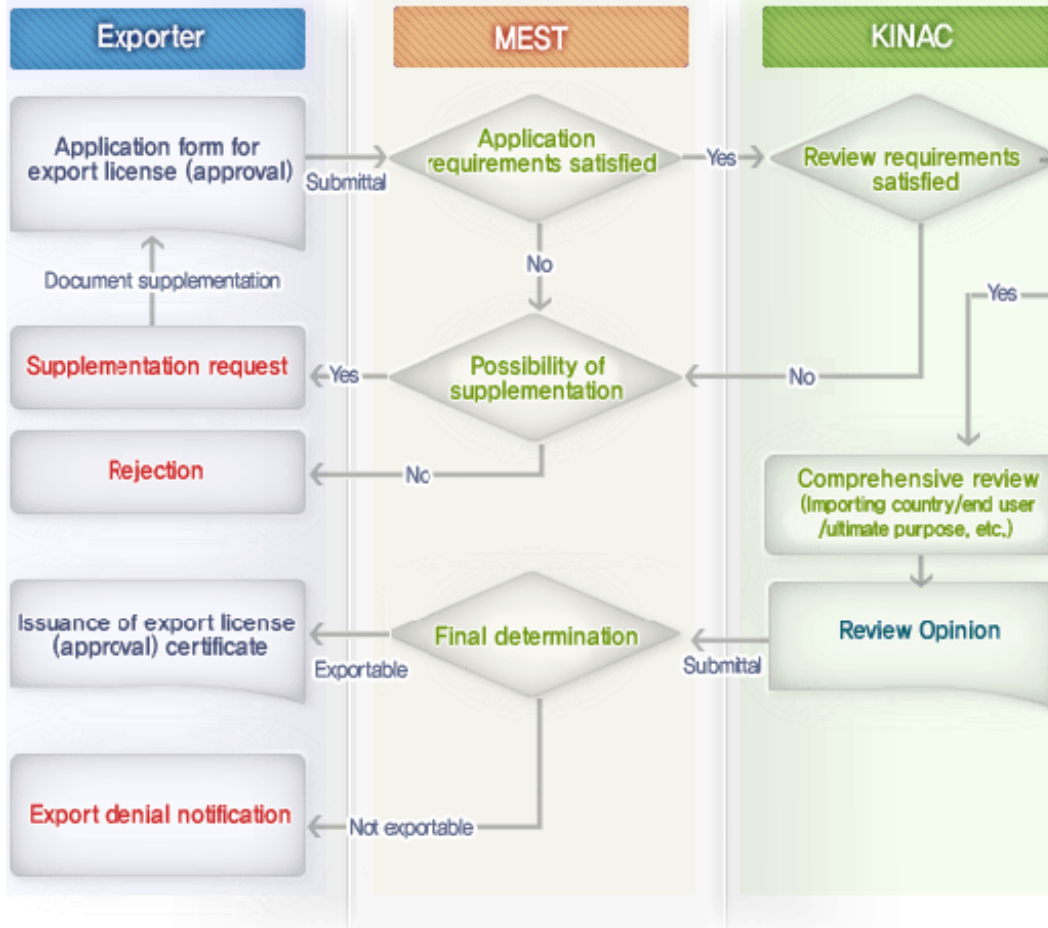 Exporter
MEST
KINAC
Application form for
export license (approval)
Submittal
Application
requirements satisfied
Yes
Review requirements
satisfied
Document supplementation
No
Yes
Supplementation request
Yes
Possibility of
supplementation
No
Rejection
No
Comprehensive review
(Importing country/end user
/ultimate purpose, etc.)
Issuance of export license
(approval) certificate
Exportable
Final determination
Submittal
Review Opinion
Export denial notification
Not exportable